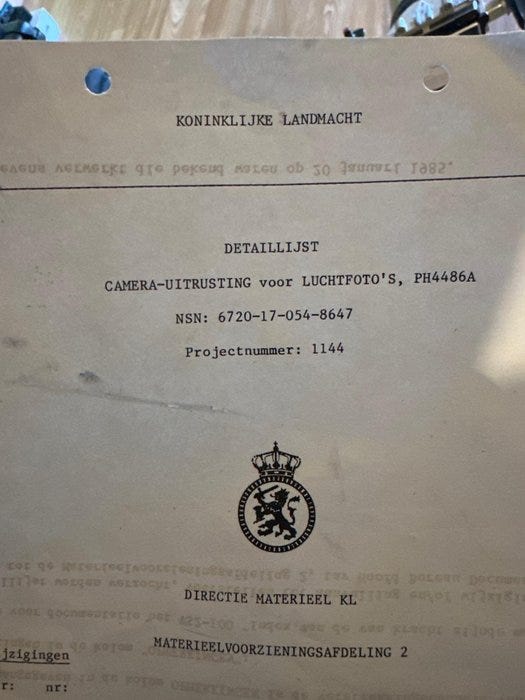 KONINKLIJKE LANDMACHT
DETAILLIJST
CAMERA-UITRUSTING voor LUCHTFOTO'S, PH4486A
NSN: 6720-17-054-8647
Projectnummer: 1144
DIRECTIE MATERIEEL KL
MATERIEELVOORZIENINGSAFDELING 2
jzigingen
r: nr: